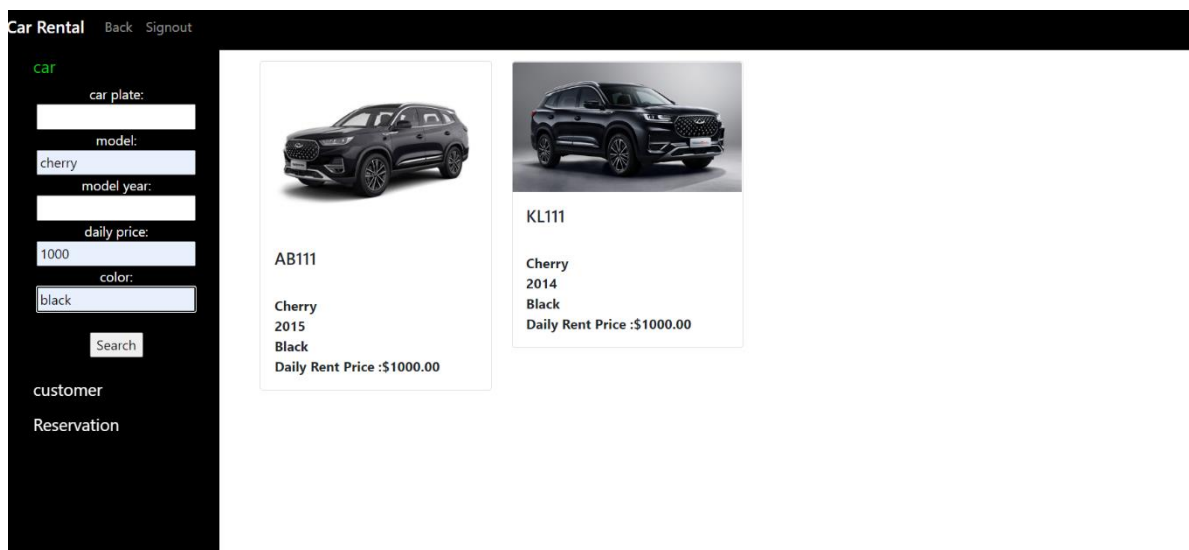 Car Rental Back Signout
car
car plate:
model:
cherry
model year:
daily price:
1000
color:
black
Search
customer
Reservation
AB111
Cherry
2015
Black
Daily Rent Price :$1000.00
KL111
Cherry
2014
Black
Daily Rent Price :$1000.00